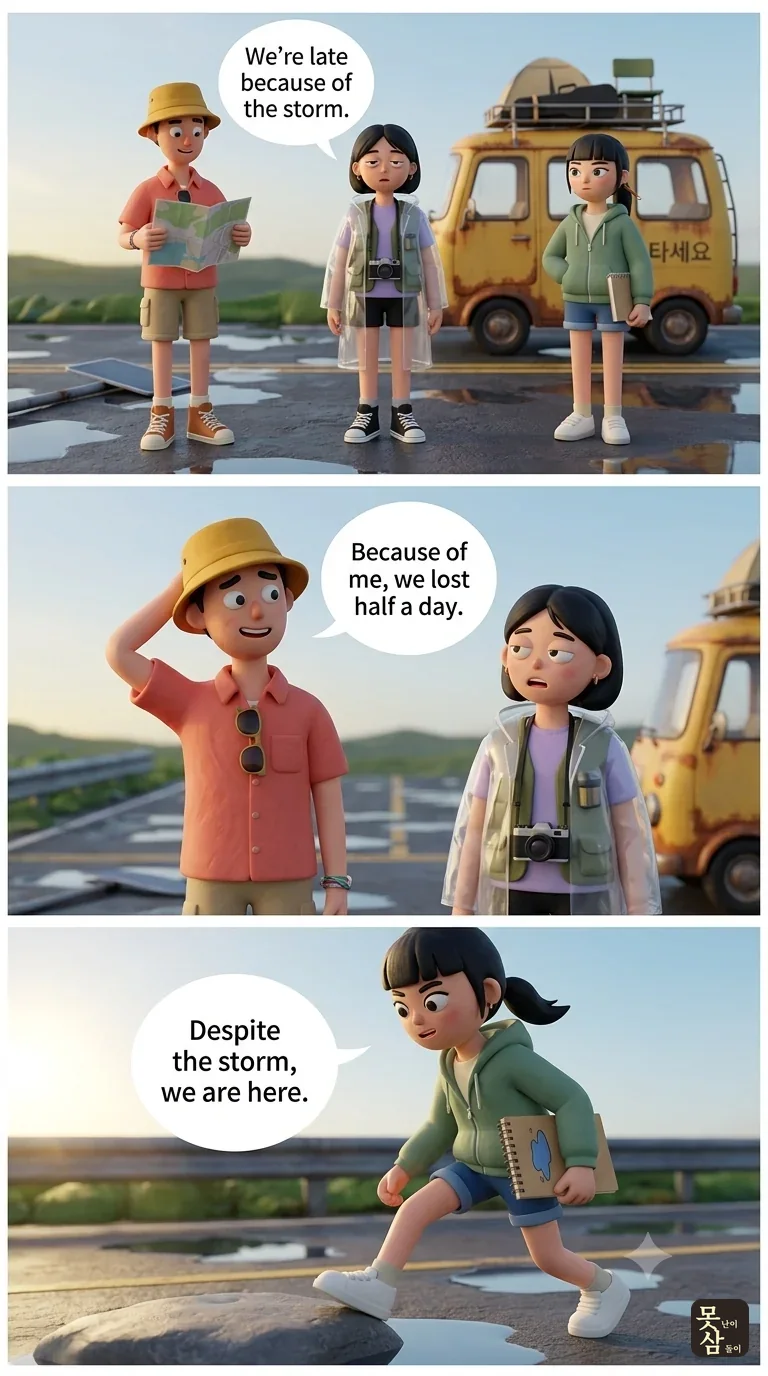 We’re late
because of
the storm.
타세요
Because of
me, we lost
half a day.
Despite
the storm,
we are here.
못난이
삼돌이